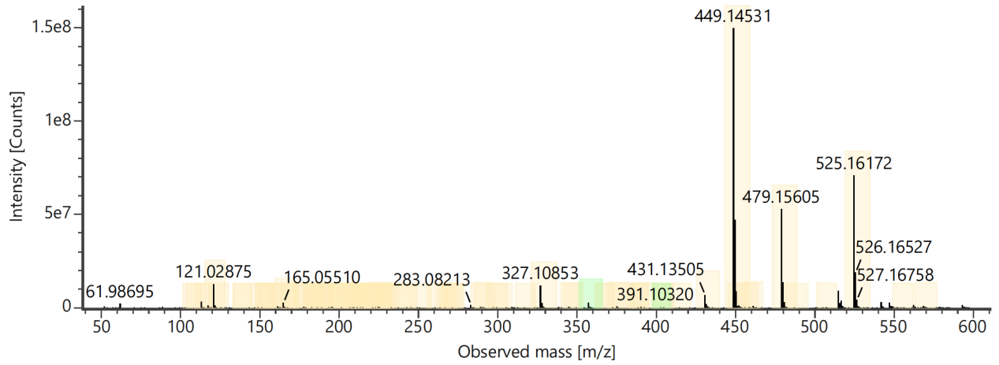 Intensity [Counts]
1.5e8
1e8
5e7
0
449.14531
525.16172
479.15605
526.16527
527.16758
431.13505
391.10320
327.10853
283.08213
165.05510
121.02875
61.98695
50 100 150 200 250 300 350 400 450 500 550 600
Observed mass [m/z]